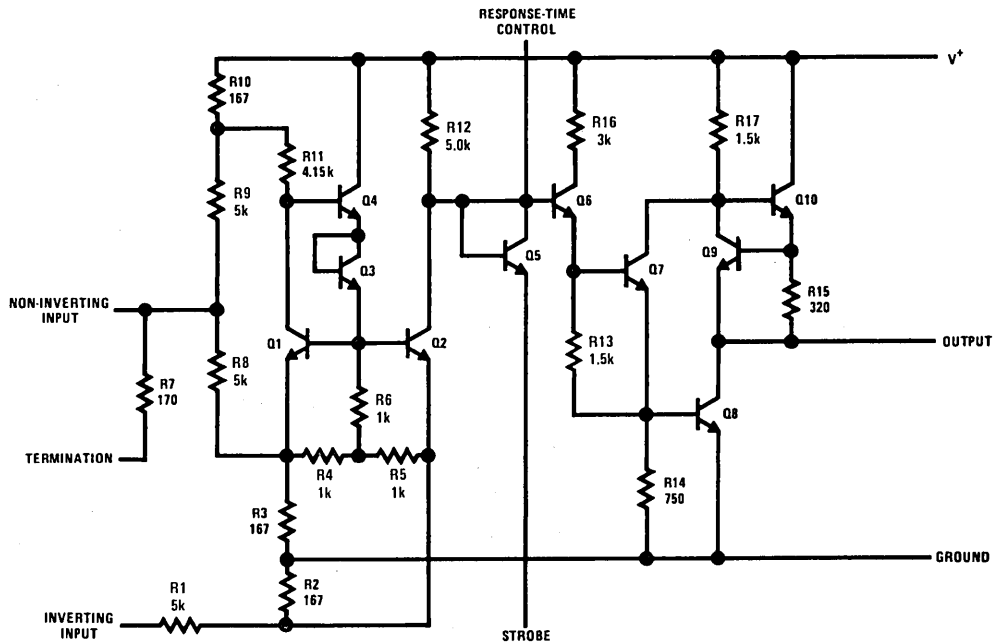 RESPONSE-TIME
CONTROL
V+
R10
167
R12
5.0k
R16
3k
R17
1.5k
R11
4.15k
R9
5k
Q4
Q6
Q10
Q3
Q5
Q7
Q9
R15
320
NON-INVERTING
INPUT
Q1
Q2
R13
1.5k
OUTPUT
R8
5k
R7
170
R6
1k
Q8
TERMINATION
R4
1k
R5
1k
R14
750
R3
167
GROUND
R2
167
R1
5k
INVERTING
INPUT
STROBE